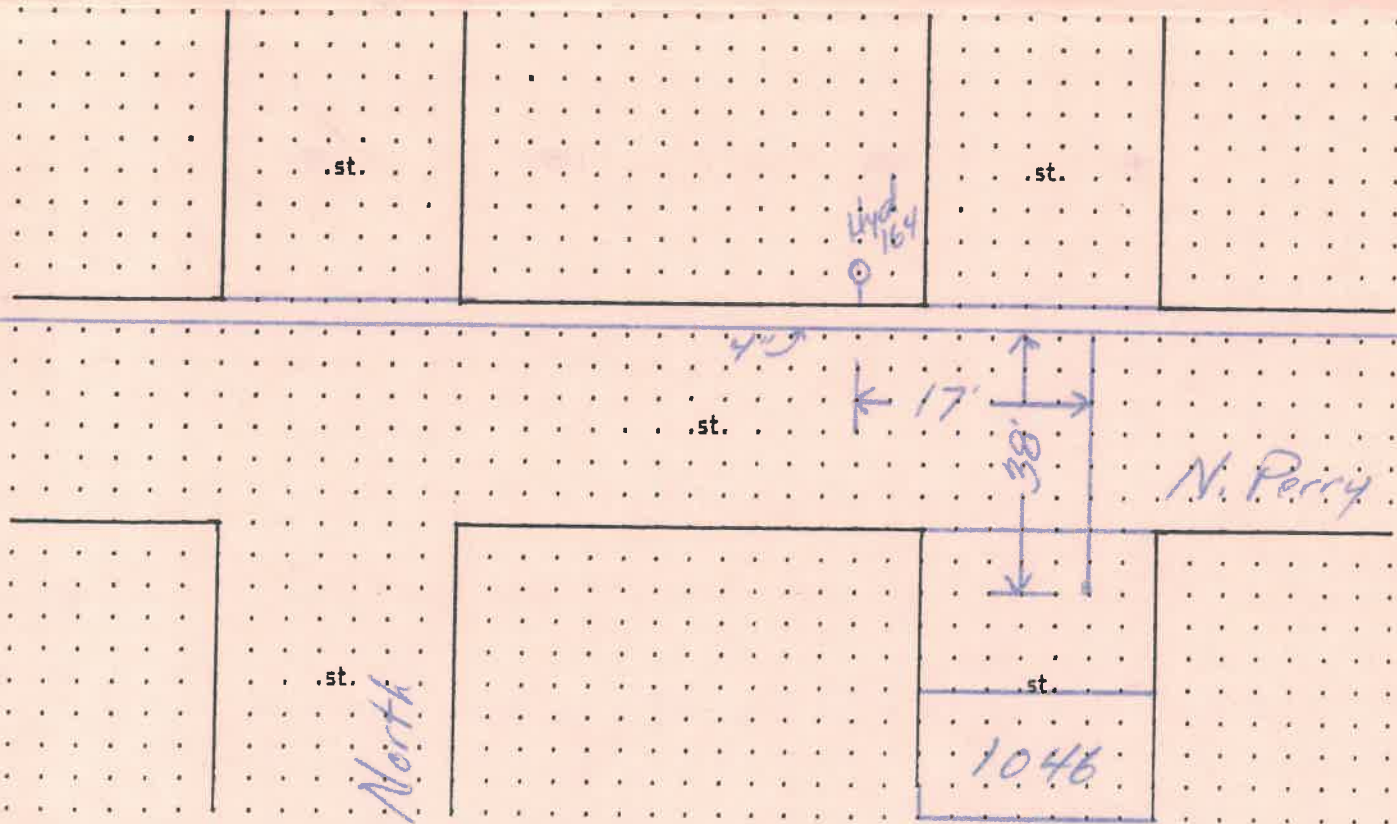 .st.
.st.
Hyd
164
4"
17'
.st.
38'
N. Perry
.st.
North
st.
1046